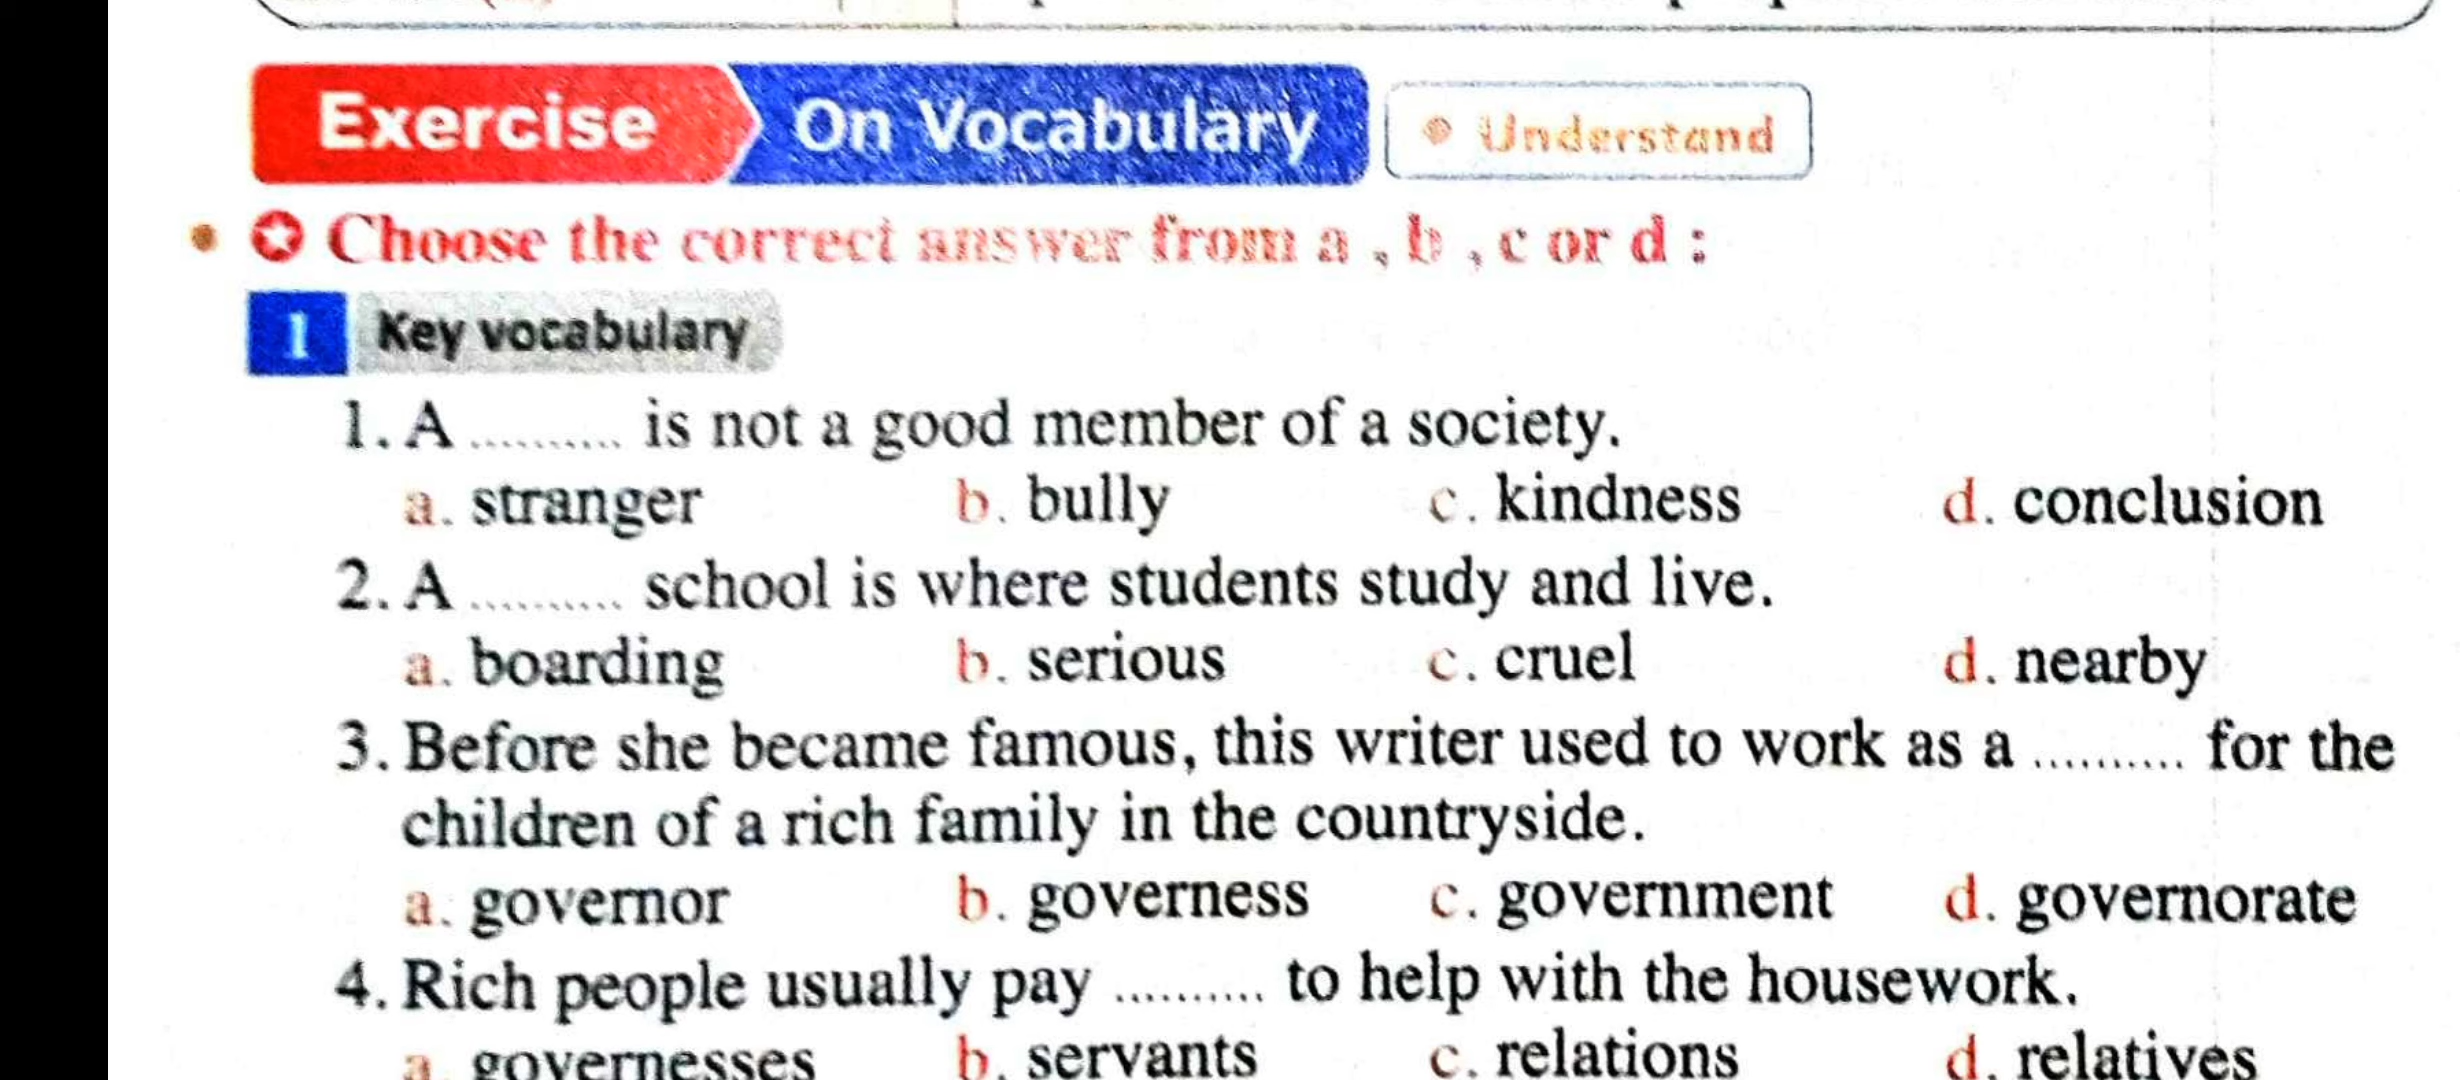 Exercise On Vocabulary • Understand
• Choose the correct answer from a , b , c or d :
1 Key vocabulary
1. A .......... is not a good member of a society.
a. stranger b. bully c. kindness d. conclusion
2. A .......... school is where students study and live.
a. boarding b. serious c. cruel d. nearby
3. Before she became famous, this writer used to work as a .......... for the
children of a rich family in the countryside.
a. governor b. governess c. government d. governorate
4. Rich people usually pay .......... to help with the housework.
a. governesses b. servants c. relations d. relatives